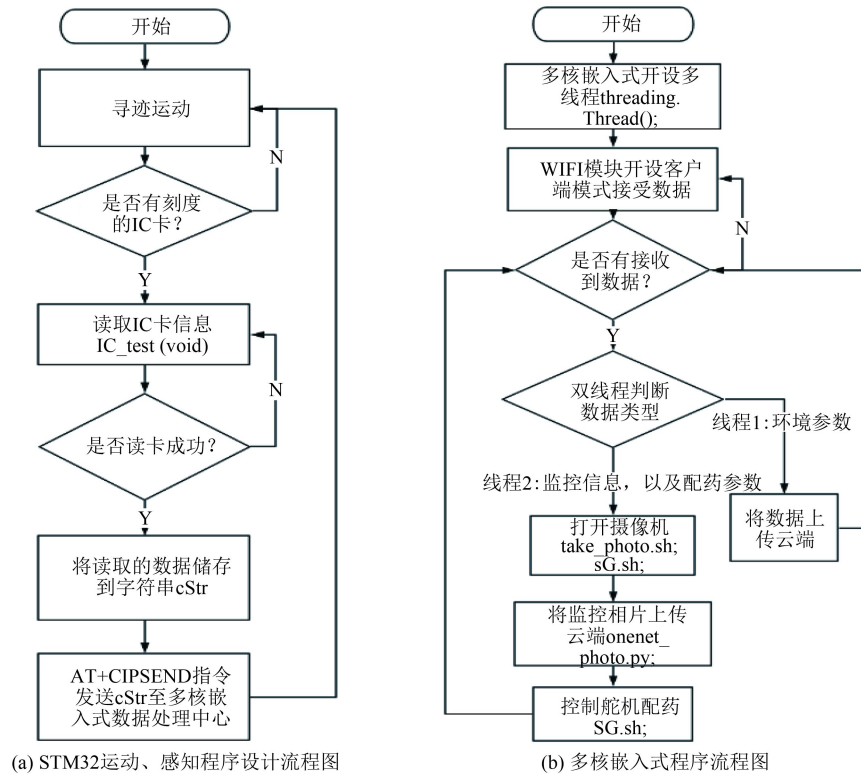 开始
寻迹运动
N
是否有刻度
的IC卡？
Y
读取IC卡信息
IC_test (void)
N
是否读卡成功？
Y
将读取的数据储存
到字符串cStr
AT+CIPSEND指令
发送cStr至多核嵌
入式数据处理中心
(a) STM32运动、感知程序设计流程图
开始
多核嵌入式开设多
线程threading.
Thread();
WIFI模块开设客户
端模式接受数据
N
是否有接收
到数据？
Y
双线程判断
数据类型
线程1:环境参数
线程2:监控信息，以及配药参数
将数据上
传云端
打开摄像机
take_photo.sh;
sG.sh;
将监控相片上传
云端onenet_
photo.py;
控制舵机配药
SG.sh;
(b) 多核嵌入式程序流程图